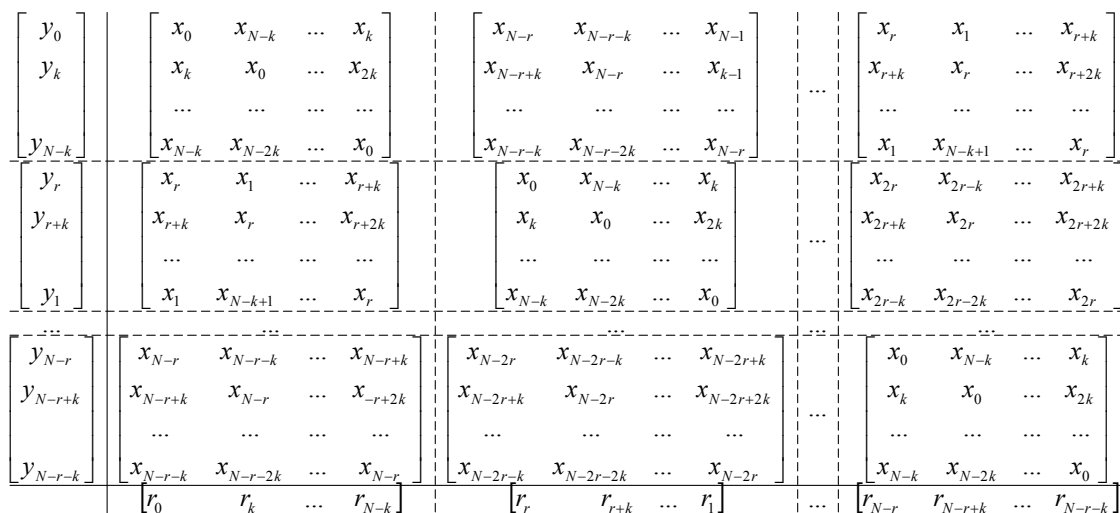 y_0 x_0 x_{N-k} ... x_k x_{N-r} x_{N-r-k} ... x_{N-1} x_r x_1 ... x_{r+k}
y_k x_k x_0 ... x_{2k} x_{N-r+k} x_{N-r} ... x_{k-1} ... x_{r+k} x_r ... x_{r+2k}
... ... ... ... ... ... ... ... ... ... ... ...
y_{N-k} x_{N-k} x_{N-2k} ... x_0 x_{N-r-k} x_{N-r-2k} ... x_{N-r} x_1 x_{N-k+1} ... x_r
y_r x_r x_1 ... x_{r+k} x_0 x_{N-k} ... x_k x_{2r} x_{2r-k} ... x_{2r+k}
y_{r+k} x_{r+k} x_r ... x_{r+2k} x_k x_0 ... x_{2k} ... x_{2r+k} x_{2r} ... x_{2r+2k}
... ... ... ... ... ... ... ... ... ... ... ...
y_1 x_1 x_{N-k+1} ... x_r x_{N-k} x_{N-2k} ... x_0 x_{2r-k} x_{2r-2k} ... x_{2r}
... ... ... ... ...
y_{N-r} x_{N-r} x_{N-r-k} ... x_{N-r+k} x_{N-2r} x_{N-2r-k} ... x_{N-2r+k} x_0 x_{N-k} ... x_k
y_{N-r+k} x_{N-r+k} x_{N-r} ... x_{-r+2k} x_{N-2r+k} x_{N-2r} ... x_{N-2r+2k} ... x_k x_0 ... x_{2k}
... ... ... ... ... ... ... ... ... ... ... ...
y_{N-r-k} x_{N-r-k} x_{N-r-2k} ... x_{N-r} x_{N-2r-k} x_{N-2r-2k} ... x_{N-2r} x_{N-k} x_{N-2k} ... x_0
[r_0 r_k ... r_{N-k}] [r_r r_{r+k} ... r_1] ... [r_{N-r} r_{N-r+k} ... r_{N-r-k}]